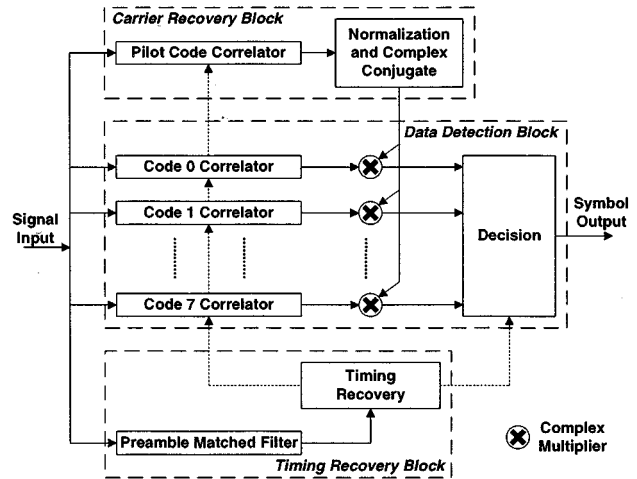 Carrier Recovery Block
Pilot Code Correlator
Normalization
and Complex
Conjugate
Data Detection Block
Code 0 Correlator
Code 1 Correlator
Signal
Input
Decision
Symbol
Output
Code 7 Correlator
Timing
Recovery
Preamble Matched Filter
Timing Recovery Block
Complex
Multiplier